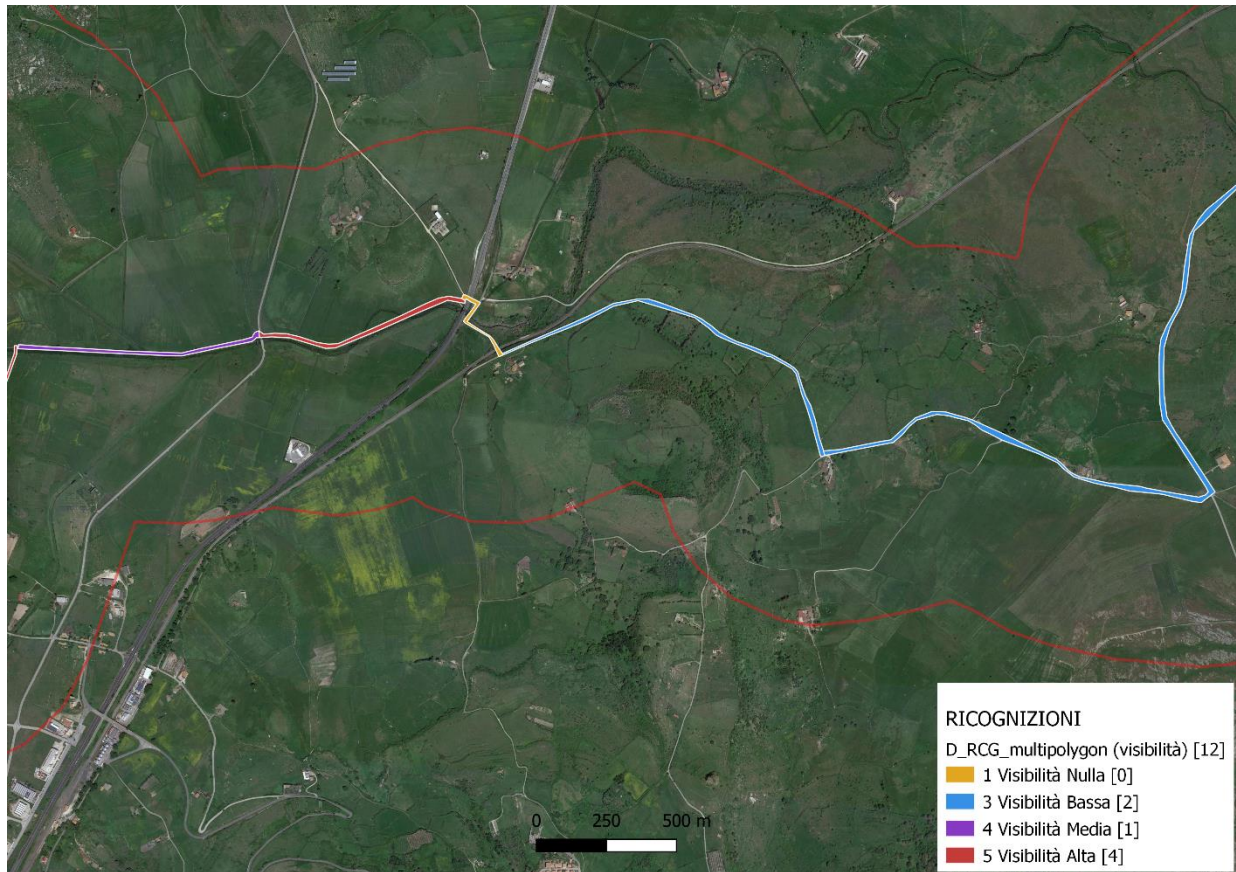 RICOGNIZIONI
D_RCG_multipolygon (visibilità) [12]
1 Visibilità Nulla [0]
3 Visibilità Bassa [2]
4 Visibilità Media [1]
5 Visibilità Alta [4]
0 250 500 m